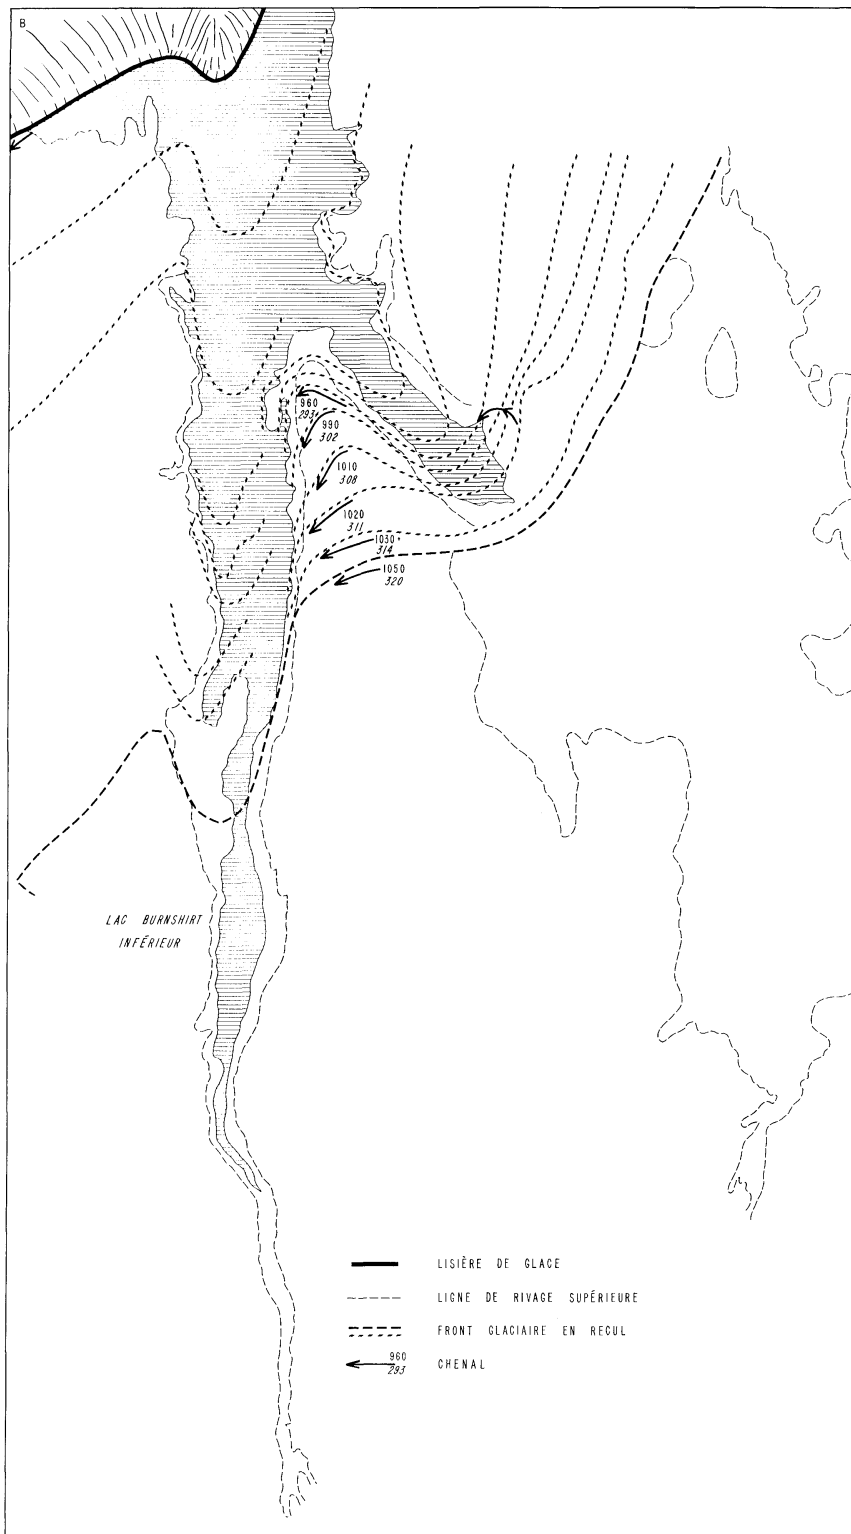 B
960
293
990
302
1010
308
1020
311
1030
314
1050
320
LAC BURNSHIRT
INFÉRIEUR
LISIÈRE DE GLACE
LIGNE DE RIVAGE SUPÉRIEURE
FRONT GLACIAIRE EN RECUL
960
293
CHENAL